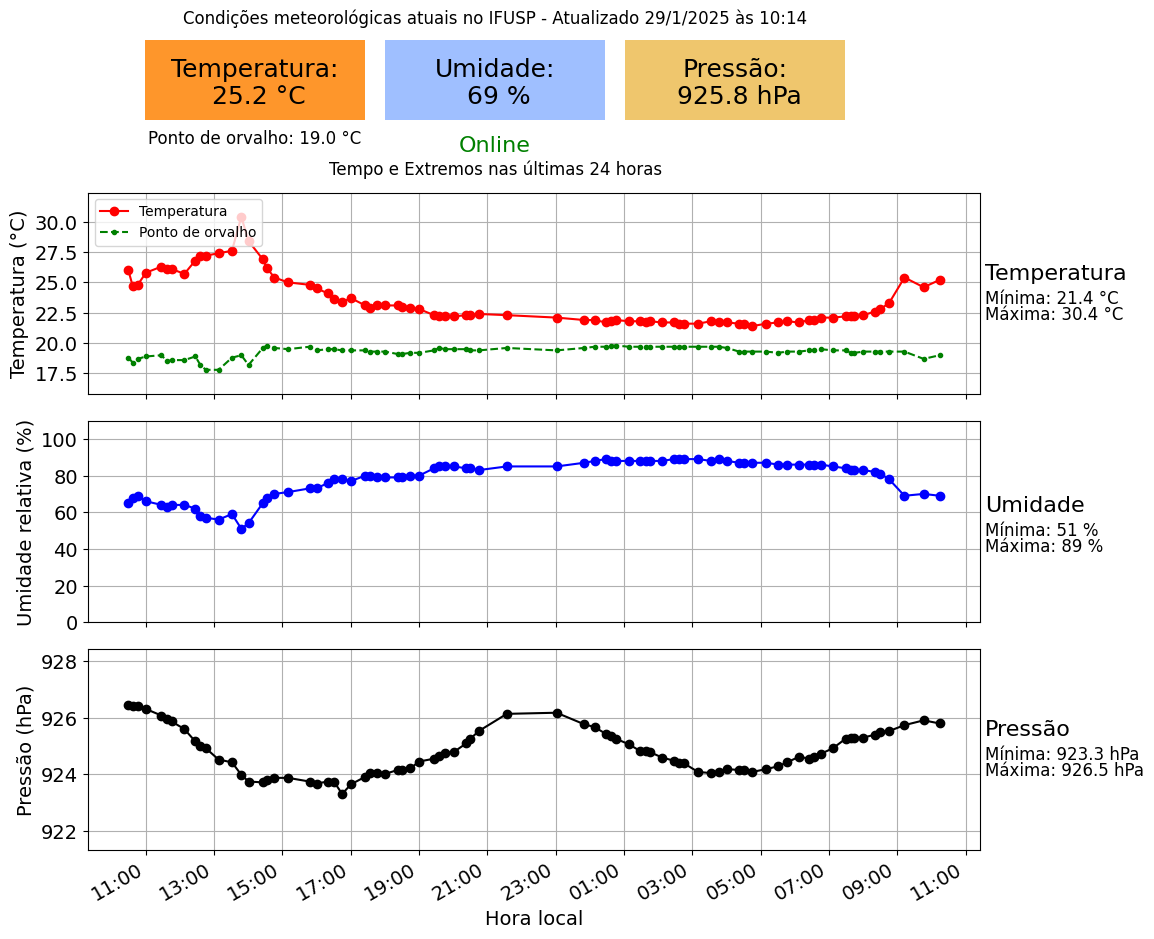 Condições meteorológicas atuais no IFUSP - Atualizado 29/1/2025 às 10:14
Temperatura:
25.2 °C
Umidade:
69 %
Pressão:
925.8 hPa
Ponto de orvalho: 19.0 °C
Online
Tempo e Extremos nas últimas 24 horas
Temperatura (°C)
30.0
27.5
25.0
22.5
20.0
17.5
Temperatura
Ponto de orvalho
Temperatura
Mínima: 21.4 °C
Máxima: 30.4 °C
Umidade relativa (%)
100
80
60
40
20
0
Umidade
Mínima: 51 %
Máxima: 89 %
Pressão (hPa)
928
926
924
922
Pressão
Mínima: 923.3 hPa
Máxima: 926.5 hPa
11:00 13:00 15:00 17:00 19:00 21:00 23:00 01:00 03:00 05:00 07:00 09:00 11:00
Hora local